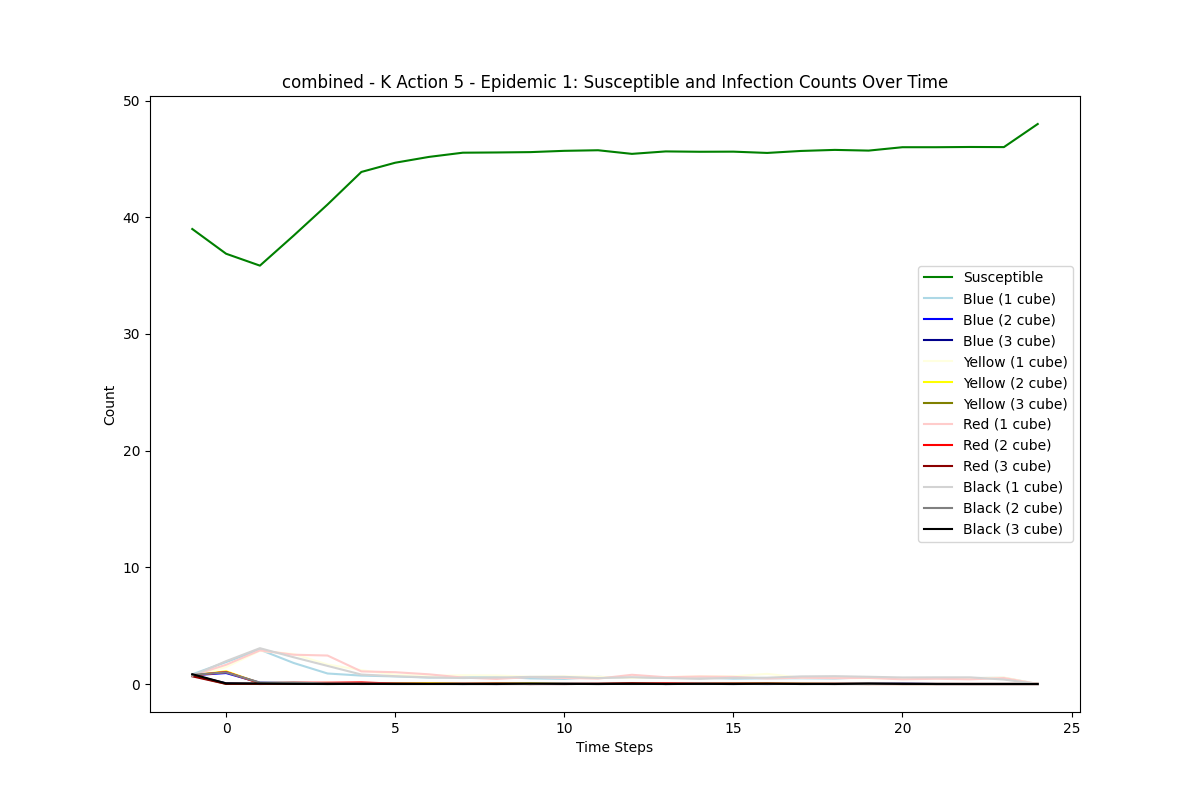 combined - K Action 5 - Epidemic 1: Susceptible and Infection Counts Over Time
50
40
30
20
10
0
Count
Susceptible
Blue (1 cube)
Blue (2 cube)
Blue (3 cube)
Yellow (1 cube)
Yellow (2 cube)
Yellow (3 cube)
Red (1 cube)
Red (2 cube)
Red (3 cube)
Black (1 cube)
Black (2 cube)
Black (3 cube)
0 5 10 15 20 25
Time Steps